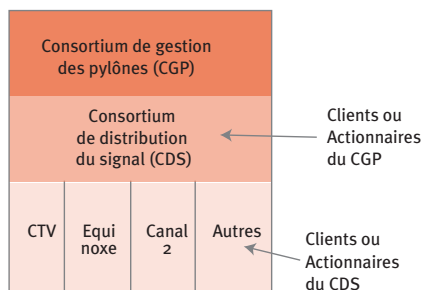 Consortium de gestion
des pylônes (CGP)
Consortium
de distribution
du signal (CDS)
Clients ou
Actionnaires
du CGP
CTV
Equi
noxe
Canal
2
Autres
Clients ou
Actionnaires
du CDS